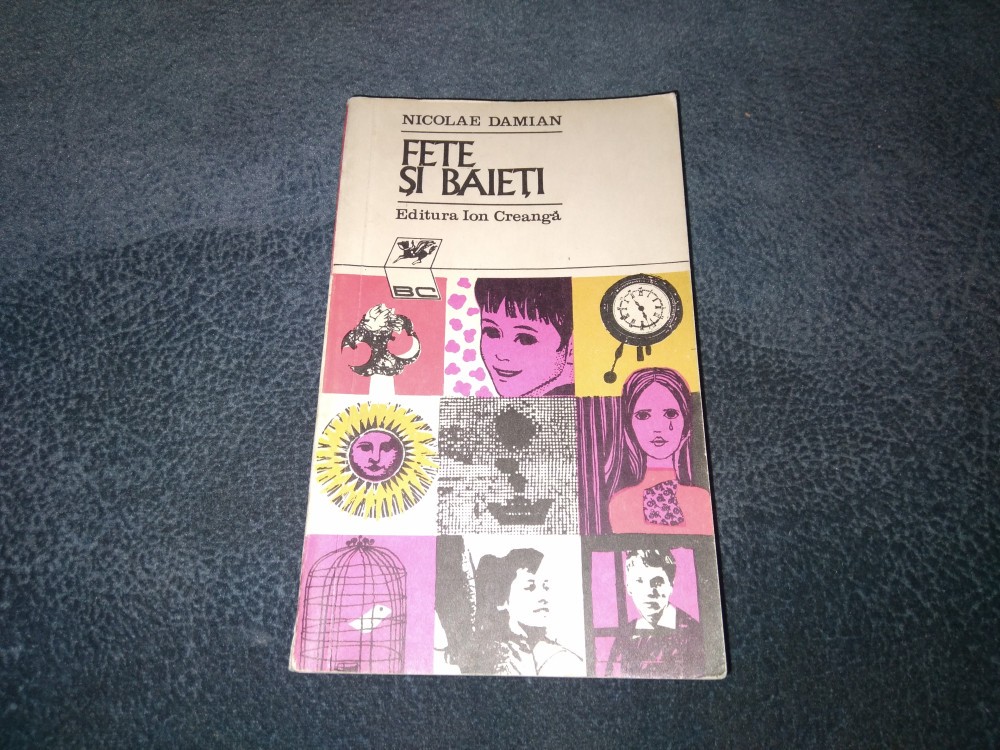 NICOLAE DAMIAN
FETE
ȘI BĂIEȚI
Editura Ion Creangă
BC